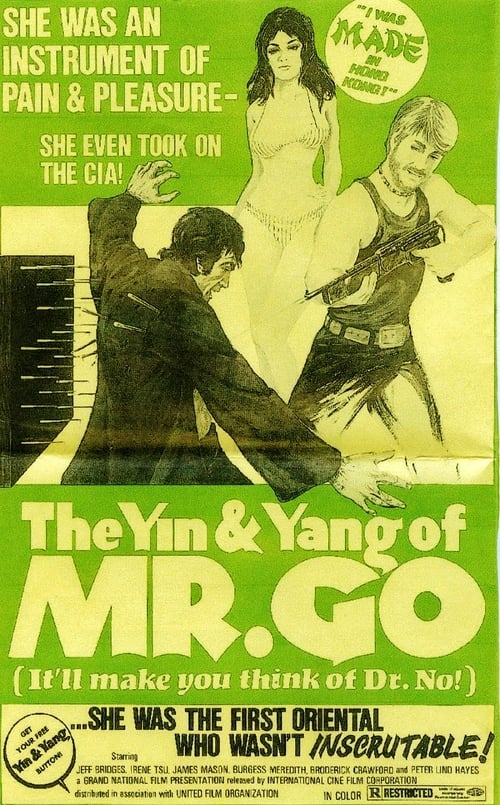 SHE WAS AN
INSTRUMENT OF
PAIN & PLEASURE-
SHE EVEN TOOK ON
THE CIA!
"I WAS
MADE
IN HONG
KONG!"
The Yin & Yang of
MR. GO
(It'll make you think of Dr. No!)
GET
YOUR FREE
Yin & Yang
BUTTON!
...SHE WAS THE FIRST ORIENTAL
WHO WASN'T INSCRUTABLE!
Starring
JEFF BRIDGES, IRENE TSU, JAMES MASON, BURGESS MEREDITH, BRODERICK CRAWFORD and PETER LIND HAYES
a GRAND NATIONAL FILM PRESENTATION released by INTERNATIONAL CINE FILM CORPORATION
distributed in association with UNITED FILM ORGANIZATION
IN COLOR
R RESTRICTED